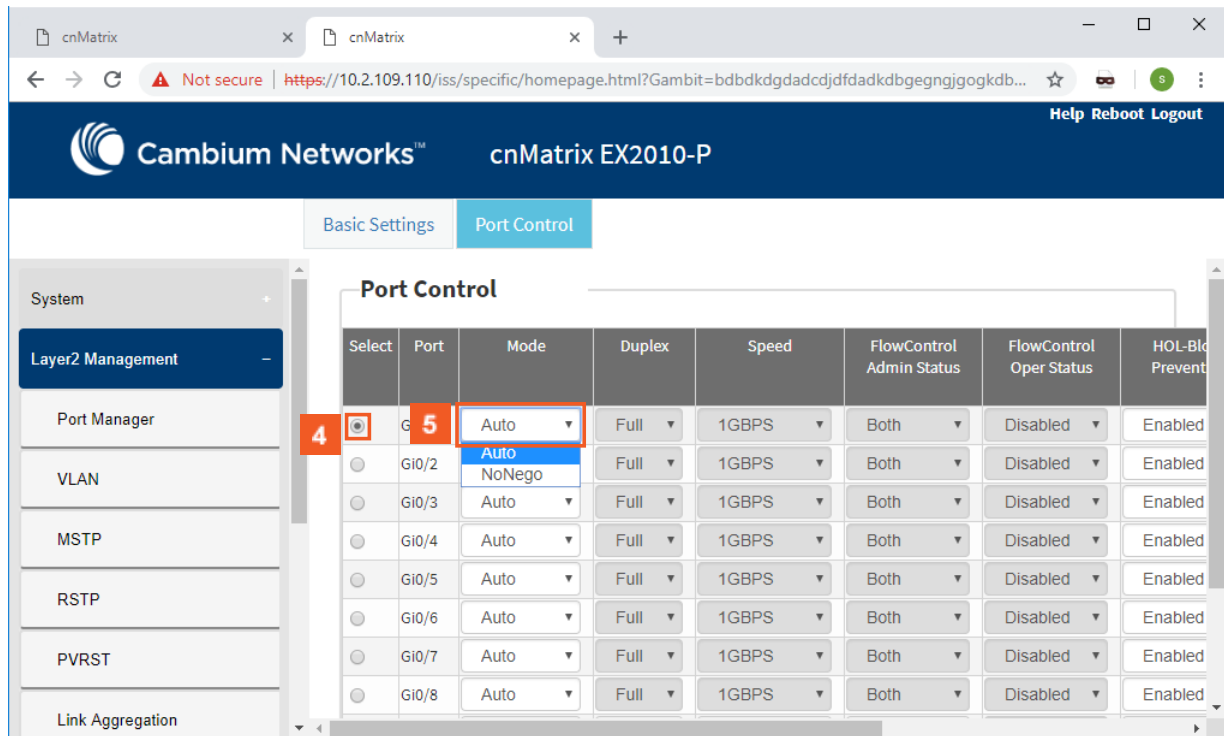 cnMatrix
cnMatrix
Not secure | https://10.2.109.110/iss/specific/homepage.html?Gambit=bdbdkdgdadcdjdfdadkdbgegngjgogkdb...
S
Help Reboot Logout
Cambium Networks™
cnMatrix EX2010-P
Basic Settings
Port Control
System
Layer2 Management
Port Manager
VLAN
MSTP
RSTP
PVRST
Link Aggregation
Port Control
Select Port Mode Duplex Speed FlowControl Admin Status FlowControl Oper Status HOL-Blo Prevent
4 G 5 Auto Full 1GBPS Both Disabled Enabled
Auto
NoNego
Gi0/2 Full 1GBPS Both Disabled Enabled
Gi0/3 Auto Full 1GBPS Both Disabled Enabled
Gi0/4 Auto Full 1GBPS Both Disabled Enabled
Gi0/5 Auto Full 1GBPS Both Disabled Enabled
Gi0/6 Auto Full 1GBPS Both Disabled Enabled
Gi0/7 Auto Full 1GBPS Both Disabled Enabled
Gi0/8 Auto Full 1GBPS Both Disabled Enabled